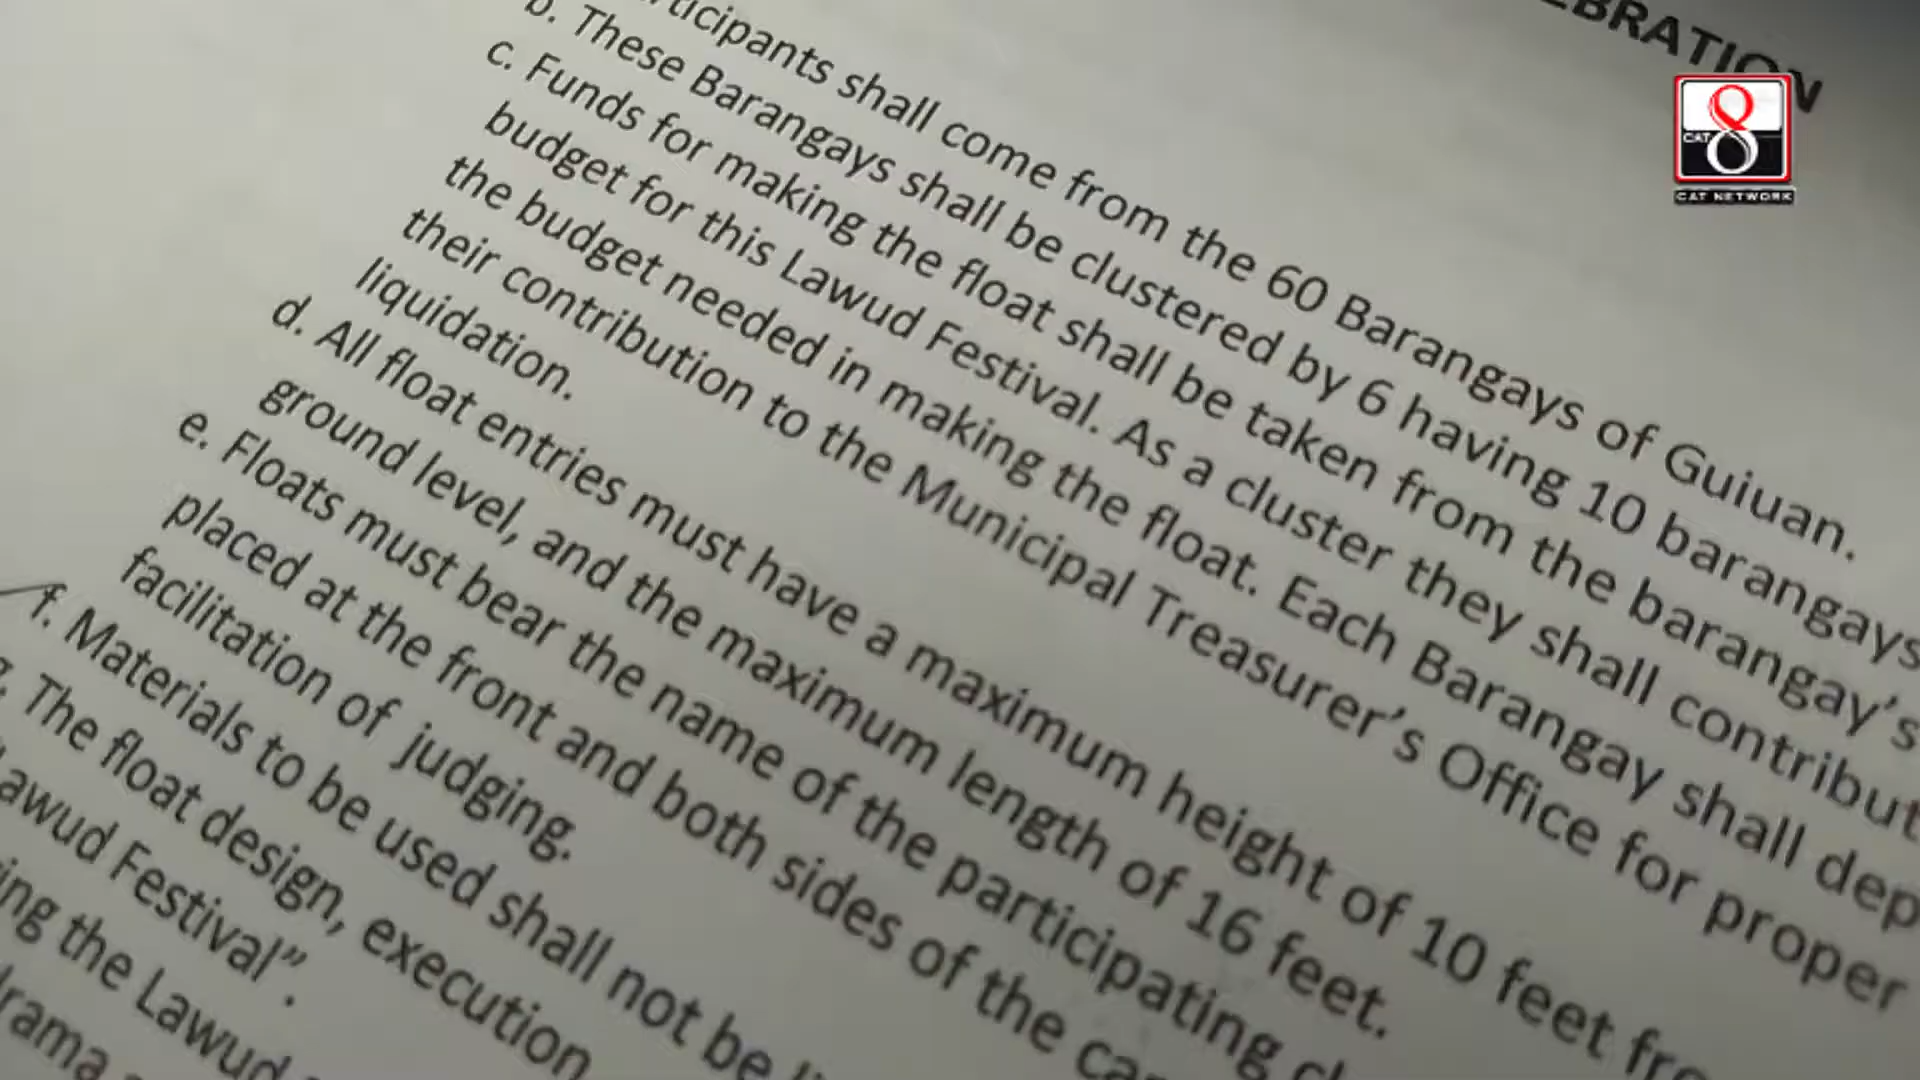 EBRATION
CAT 8
CAT NETWORK
rticipants shall come from the 60 Barangays of Guiuan.
b. These Barangays shall be clustered by 6 having 10 barangays
c. Funds for making the float shall be taken from the barangay's
budget for this Lawud Festival. As a cluster they shall contribut
the budget needed in making the float. Each Barangay shall dep
their contribution to the Municipal Treasurer's Office for proper
liquidation.
d. All float entries must have a maximum height of 10 feet fro
ground level, and the maximum length of 16 feet.
e. Floats must bear the name of the participating cl
placed at the front and both sides of the ca
facilitation of judging.
f. Materials to be used shall not be
g. The float design, execution
Lawud Festival”.
ing the Lawud
drama